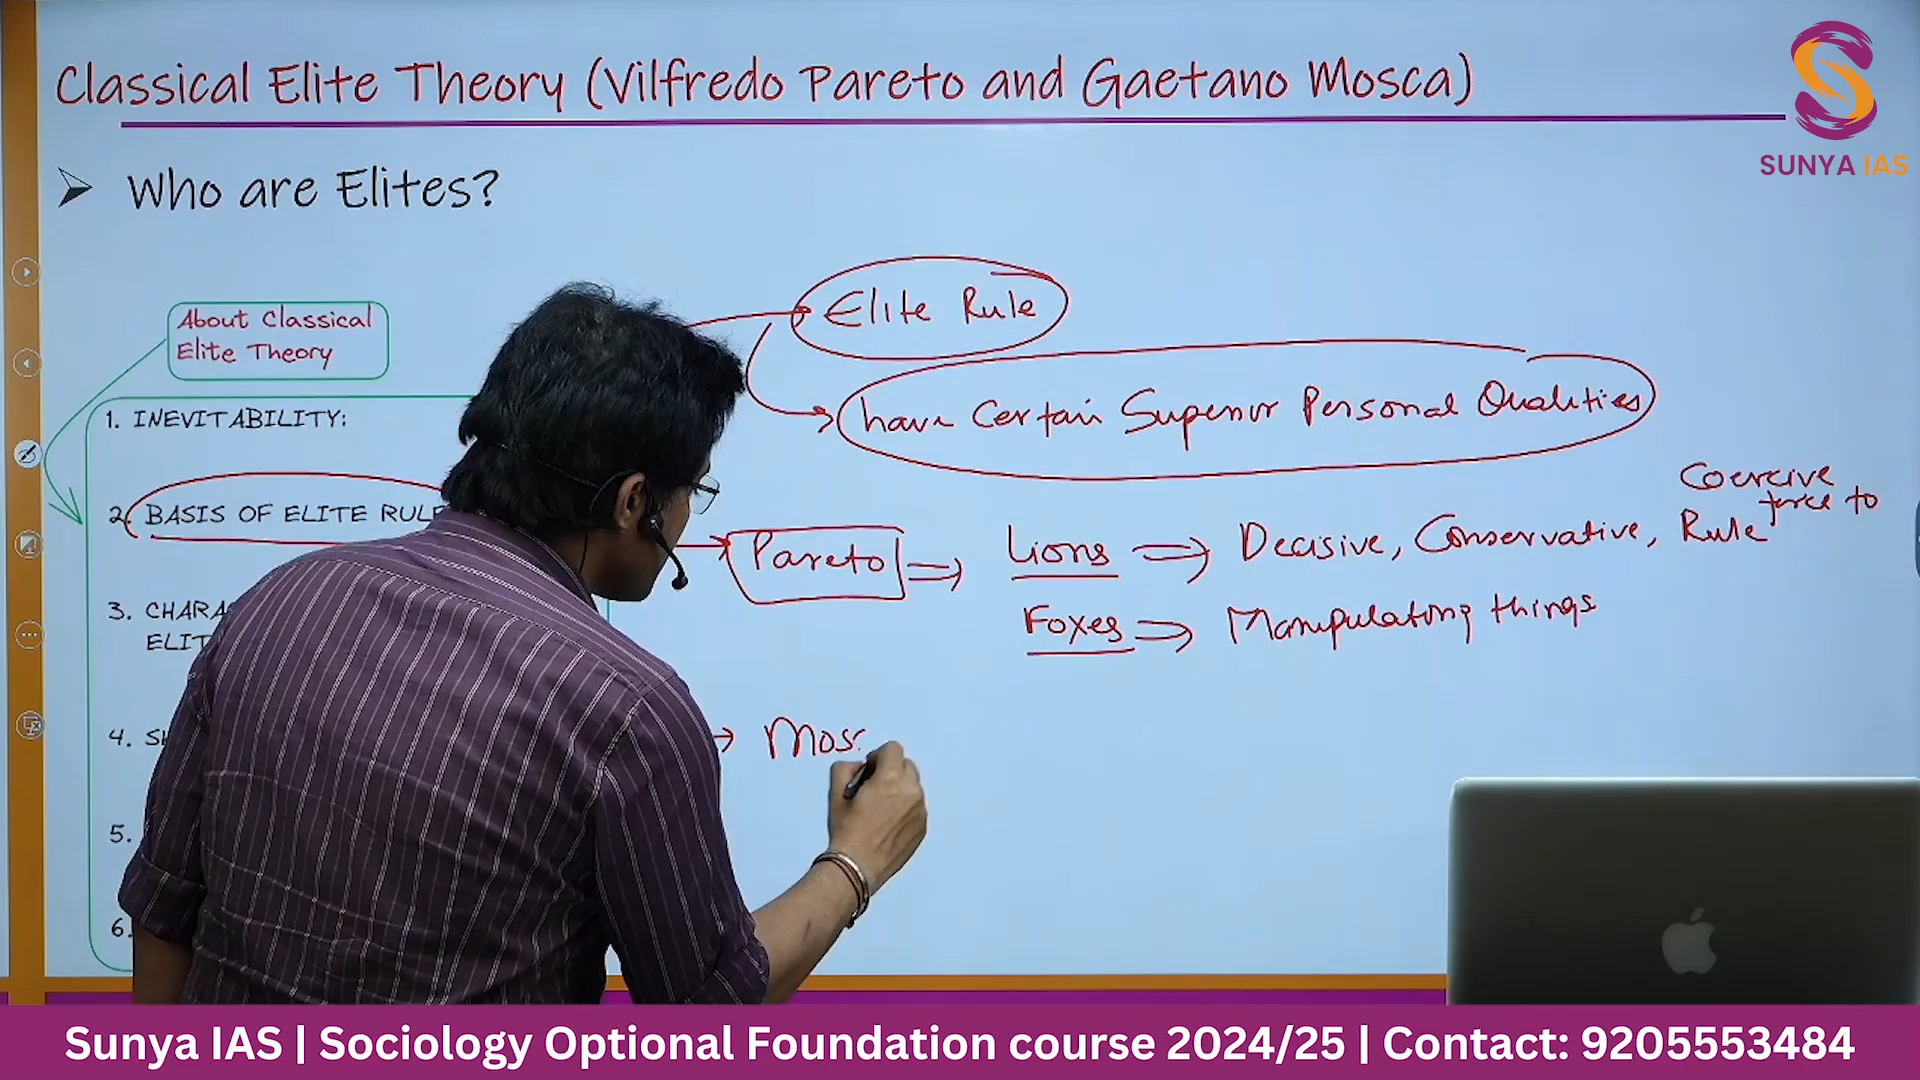 Classical Elite Theory (Vilfredo Pareto and Gaetano Mosca)
SUNYA IAS
Who are Elites?
About Classical
Elite Theory
Elite Rule
have Certain Superior Personal Qualities
1. INEVITABILITY:
2. BASIS OF ELITE RULE
Pareto
Lions ⇒ Decisive, Conservative, Rule
Coercive
force to
Foxes ⇒ Manipulating things
3. CHARA
ELIT
4.
Mos
5.
6.
Sunya IAS | Sociology Optional Foundation course 2024/25 | Contact: 9205553484